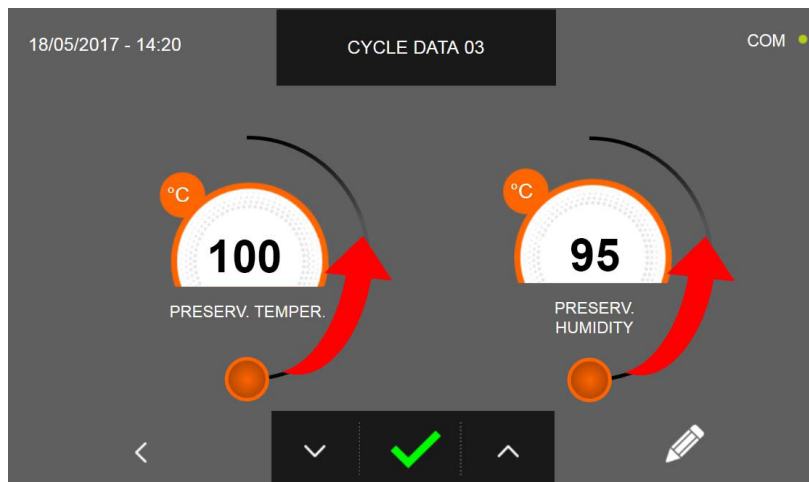 18/05/2017 - 14:20
CYCLE DATA 03
COM
°C
°C
100
95
PRESERV. TEMPER.
PRESERV.
HUMIDITY